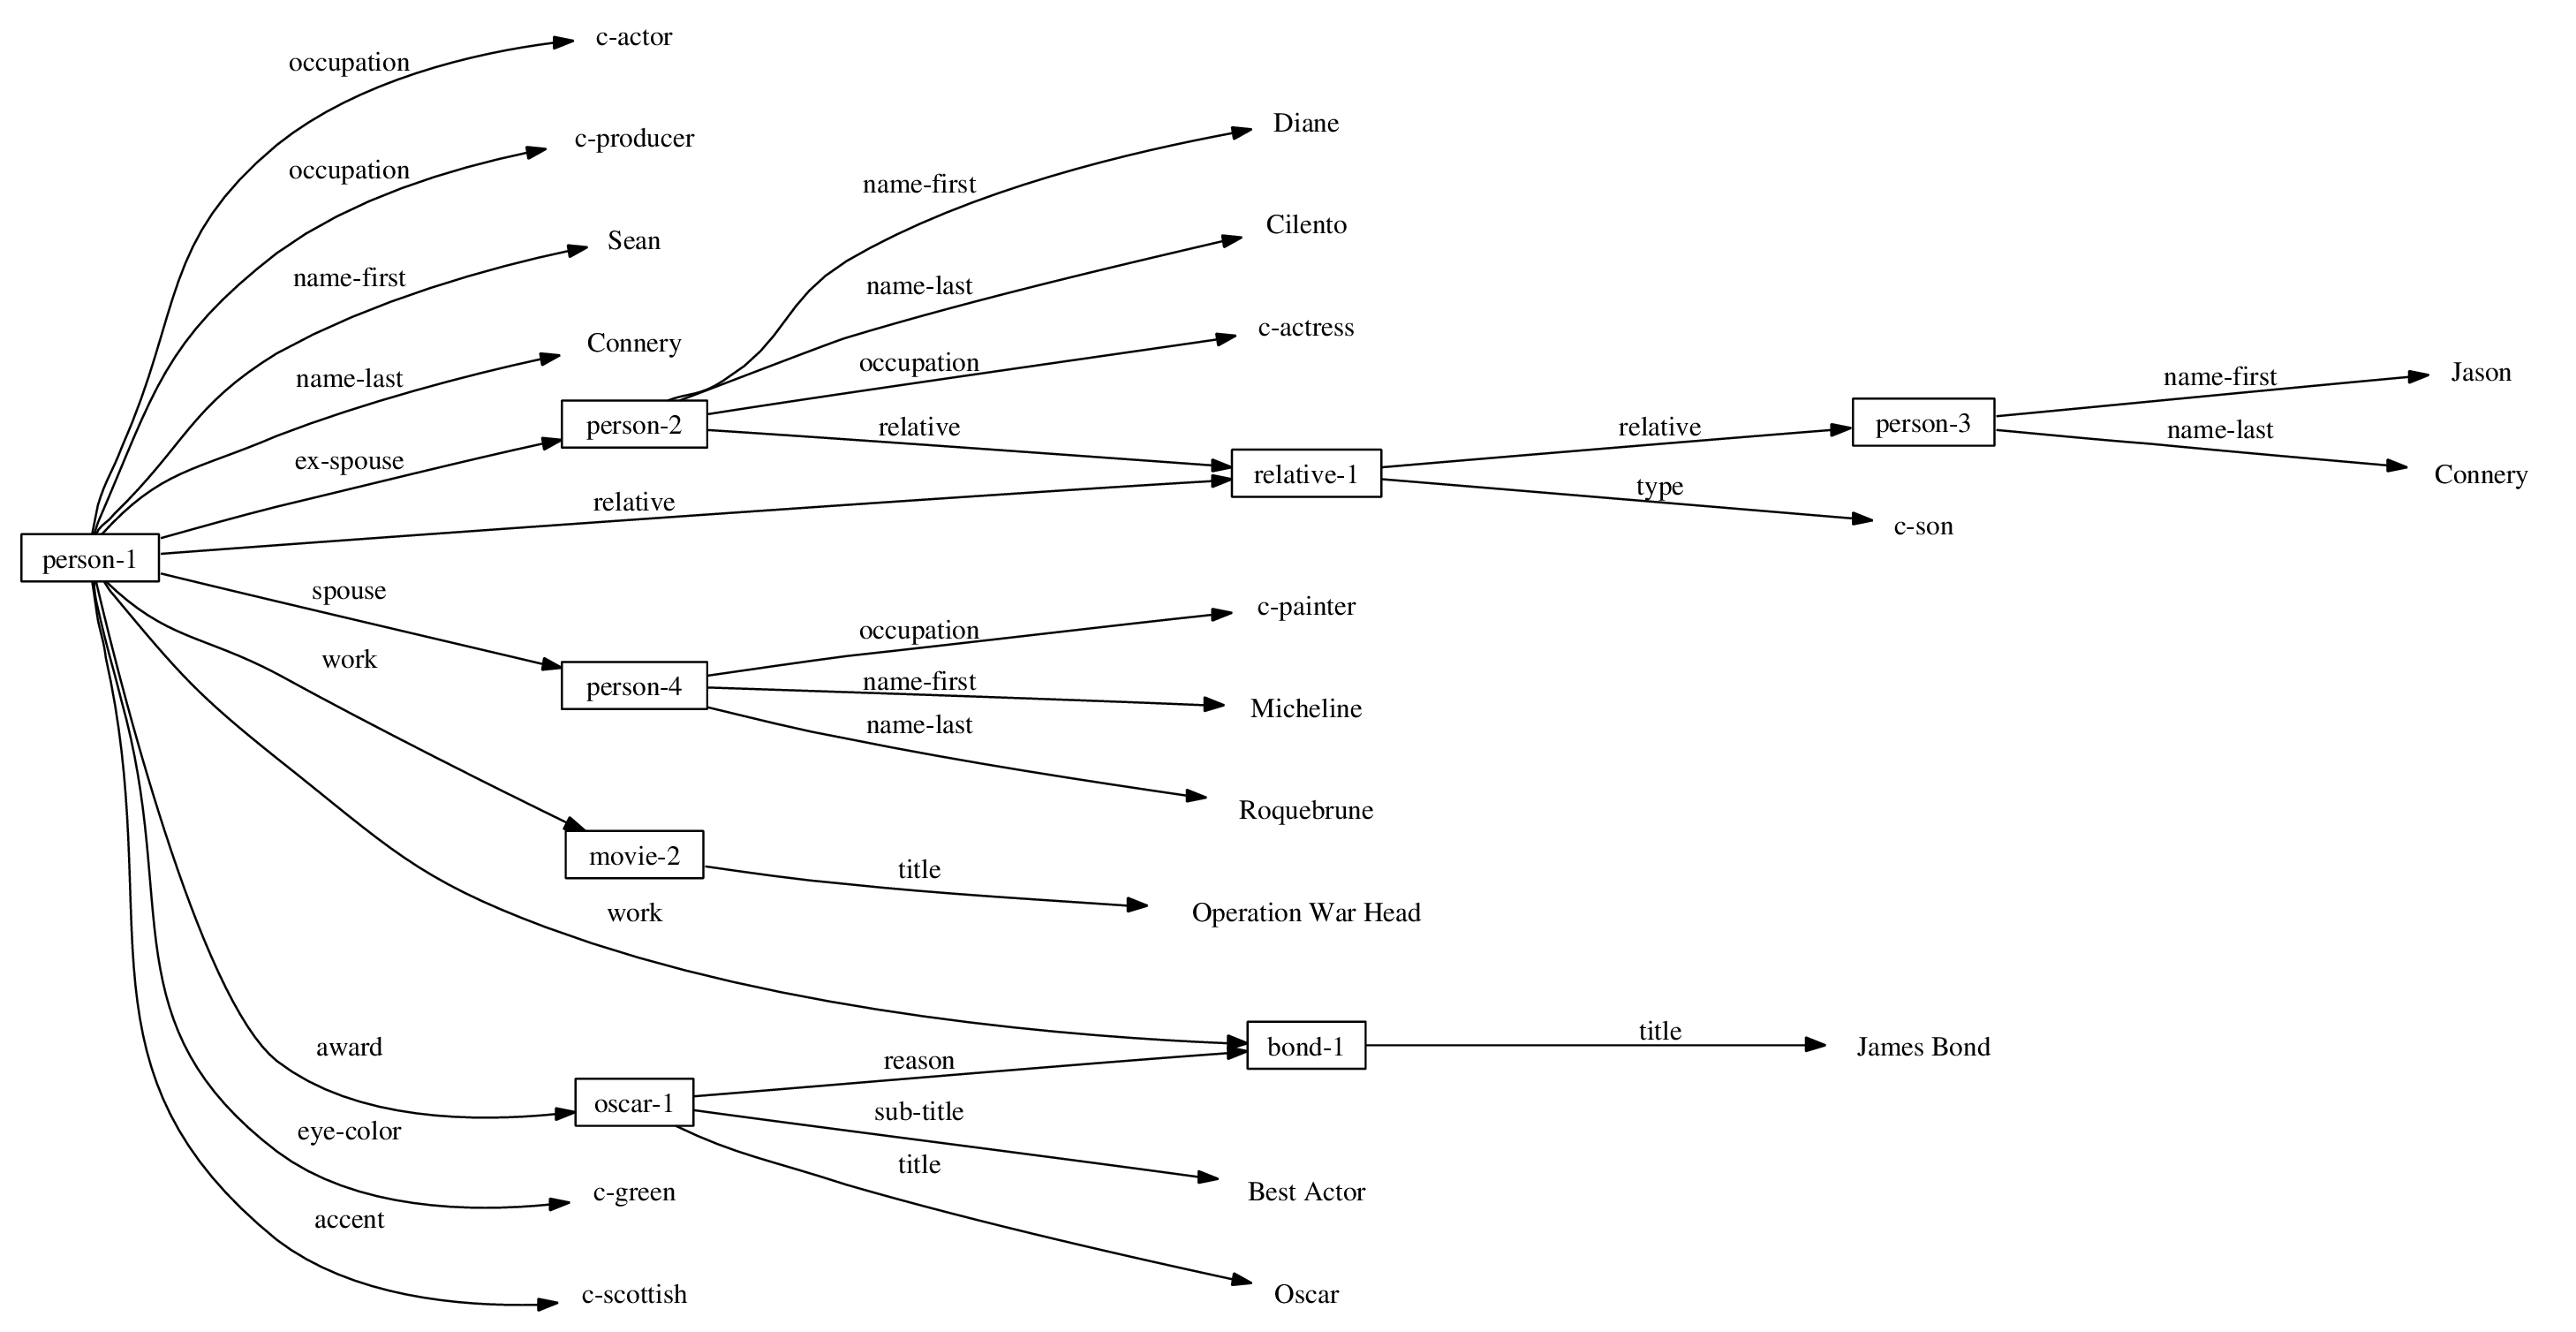 c-actor
occupation
Diane
c-producer
occupation
name-first
Cilento
Sean
name-first
name-last
c-actress
Connery
occupation
name-last
Jason
name-first
person-2
person-3
relative
relative
name-last
ex-spouse
relative-1
Connery
type
relative
c-son
person-1
spouse
c-painter
occupation
work
person-4
name-first
Micheline
name-last
Roquebrune
movie-2
title
work
Operation War Head
award
bond-1
title
James Bond
reason
oscar-1
sub-title
eye-color
title
c-green
Best Actor
accent
c-scottish
Oscar